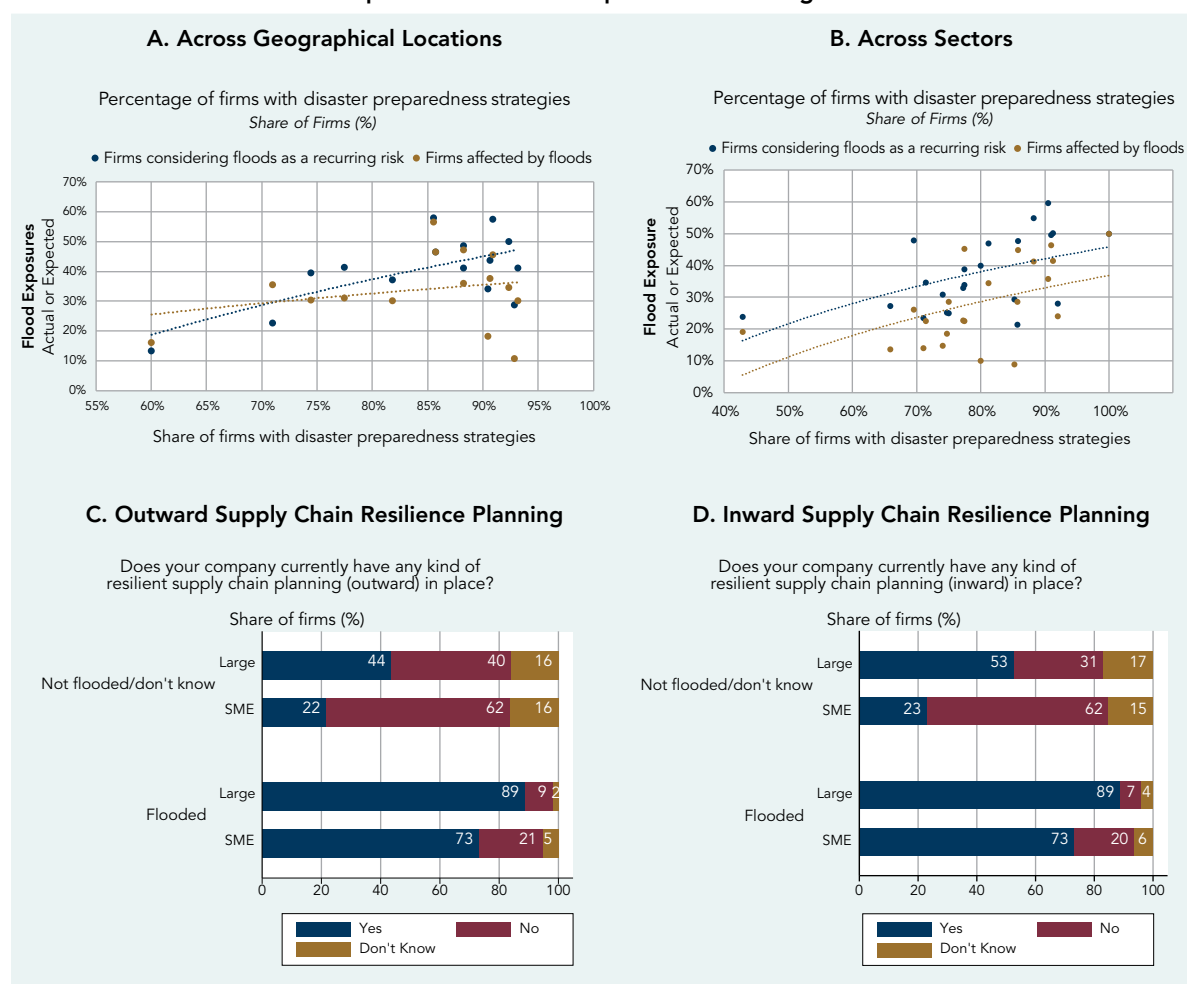 A. Across Geographical Locations
Percentage of firms with disaster preparedness strategies
Share of Firms (%)
Firms considering floods as a recurring risk
Firms affected by floods
Flood Exposures
Actual or Expected
70%
60%
50%
40%
30%
20%
10%
0%
55% 60% 65% 70% 75% 80% 85% 90% 95% 100%
Share of firms with disaster preparedness strategies
B. Across Sectors
Percentage of firms with disaster preparedness strategies
Share of Firms (%)
Firms considering floods as a recurring risk
Firms affected by floods
Flood Exposure
Actual or Expected
70%
60%
50%
40%
30%
20%
10%
0%
40% 50% 60% 70% 80% 90% 100%
Share of firms with disaster preparedness strategies
C. Outward Supply Chain Resilience Planning
Does your company currently have any kind of
resilient supply chain planning (outward) in place?
Share of firms (%)
Not flooded/don't know
Large 44 40 16
SME 22 62 16
Flooded
Large 89 9 2
SME 73 21 5
0 20 40 60 80 100
Yes No
Don't Know
D. Inward Supply Chain Resilience Planning
Does your company currently have any kind of
resilient supply chain planning (inward) in place?
Share of firms (%)
Not flooded/don't know
Large 53 31 17
SME 23 62 15
Flooded
Large 89 7 4
SME 73 20 6
0 20 40 60 80 100
Yes No
Don't Know